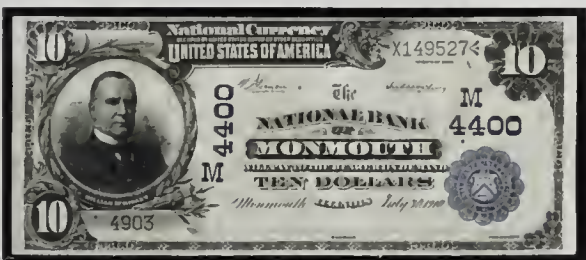 National Currency
UNITED STATES OF AMERICA
10
X149527
10
The
M
4400
NATIONAL BANK
OF
MONMOUTH
M
4400
TEN DOLLARS
Monmouth
10
4903